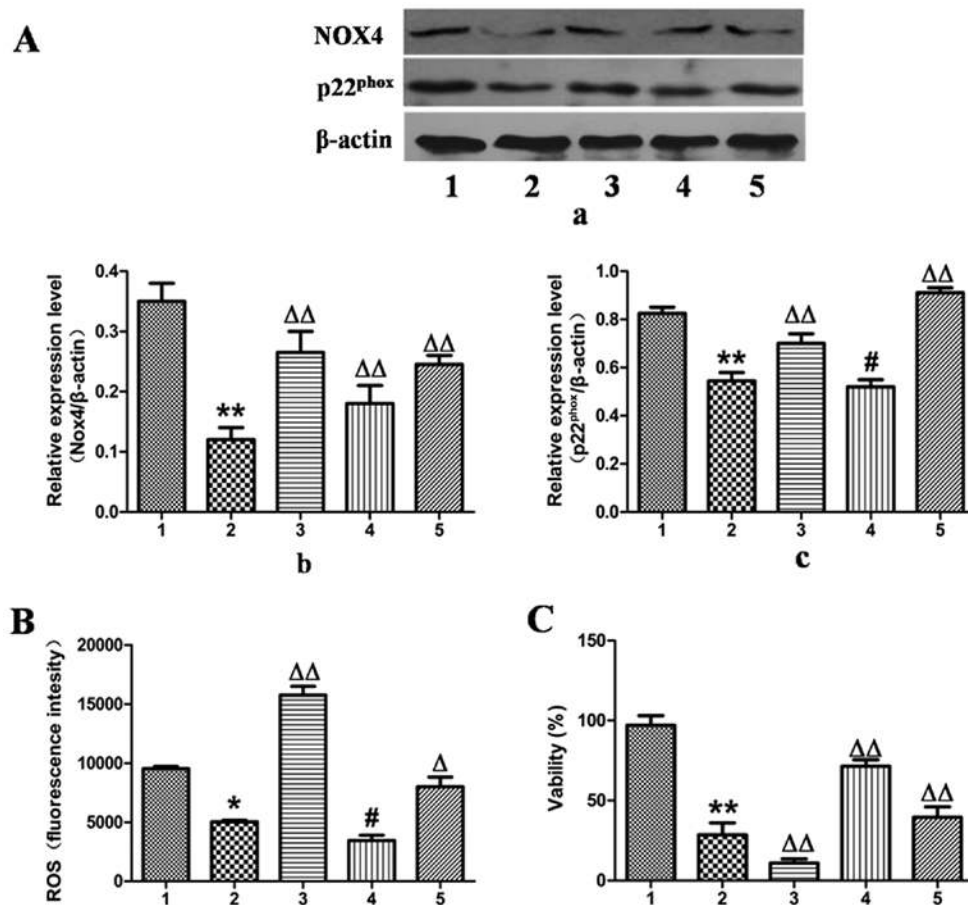 A
NOX4
p22phox
β-actin
1 2 3 4 5
a
Relative expression level
(Nox4/β-actin)
0.4
0.3
0.2
0.1
0.0
**
ΔΔ
ΔΔ
ΔΔ
1 2 3 4 5
b
Relative expression level
(p22phox/β-actin)
1.0
0.8
0.6
0.4
0.2
0.0
**
ΔΔ
#
ΔΔ
1 2 3 4 5
c
B
ROS (fluorescence intesity)
20000
15000
10000
5000
0
*
ΔΔ
#
Δ
1 2 3 4 5
C
Vability (%)
150
100
50
0
**
ΔΔ
ΔΔ
ΔΔ
1 2 3 4 5